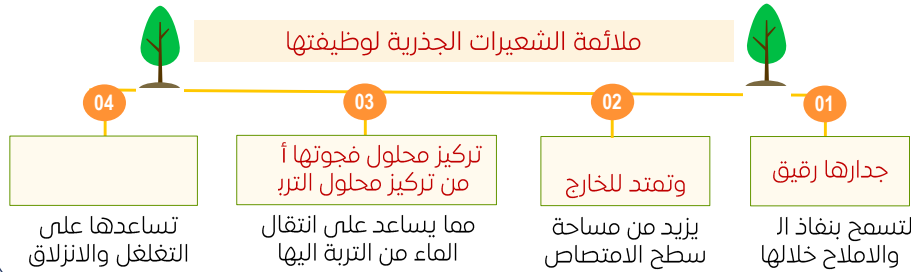 ملائمة الشعيرات الجذرية لوظيفتها
01
جدارها رقيق
لتسمح بنفاذ ال
والاملاح خلالها
02
وتمتد للخارج
يزيد من مساحة
سطح الامتصاص
03
تركيز محلول فجوتها أ
من تركيز محلول الترب
مما يساعد على انتقال
الماء من التربة اليها
04
تساعدها على
التغلغل والانزلاق